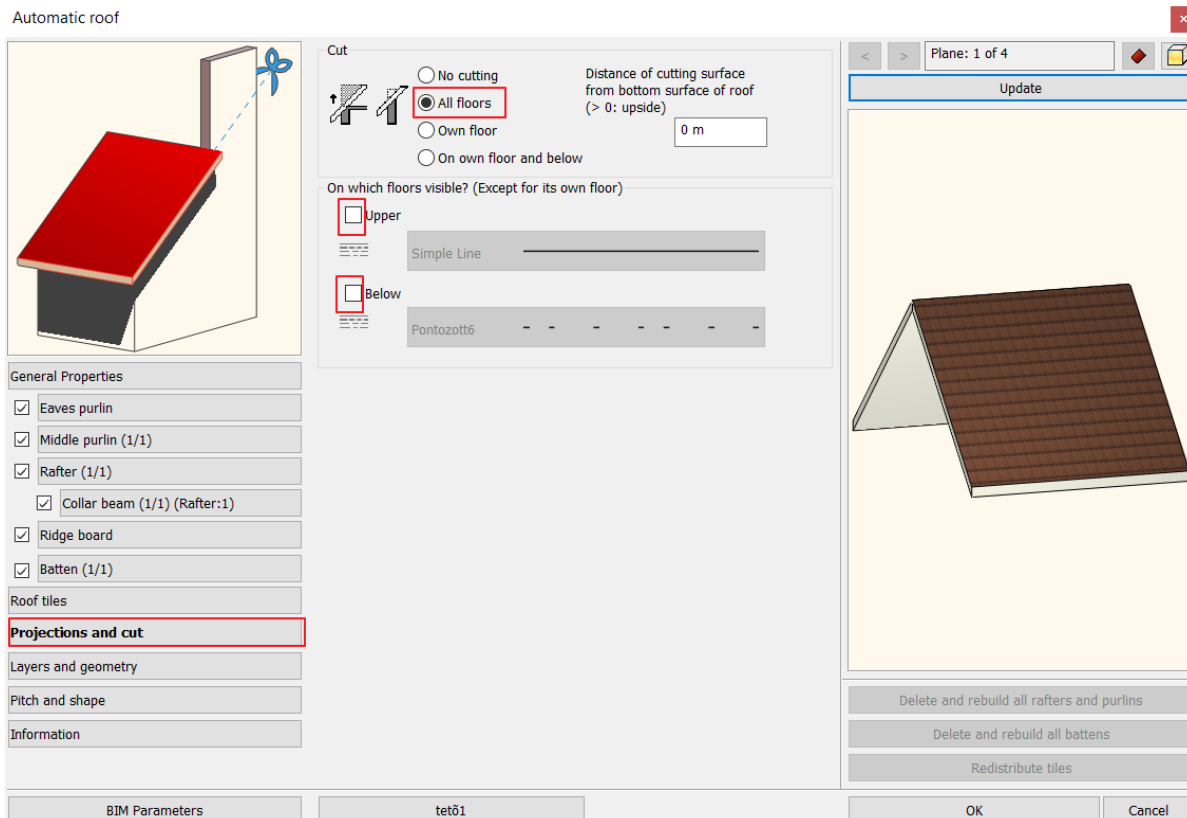 Automatic roof
Cut
No cutting
All floors
Own floor
On own floor and below
Distance of cutting surface
from bottom surface of roof
(> 0: upside)
0 m
On which floors visible? (Except for its own floor)
Upper
Simple Line
Below
Pontozott6
General Properties
Eaves purlin
Middle purlin (1/1)
Rafter (1/1)
Collar beam (1/1) (Rafter:1)
Ridge board
Batten (1/1)
Roof tiles
Projections and cut
Layers and geometry
Pitch and shape
Information
< > Plane: 1 of 4
Update
Delete and rebuild all rafters and purlins
Delete and rebuild all battens
Redistribute tiles
BIM Parameters
tetõ1
OK
Cancel